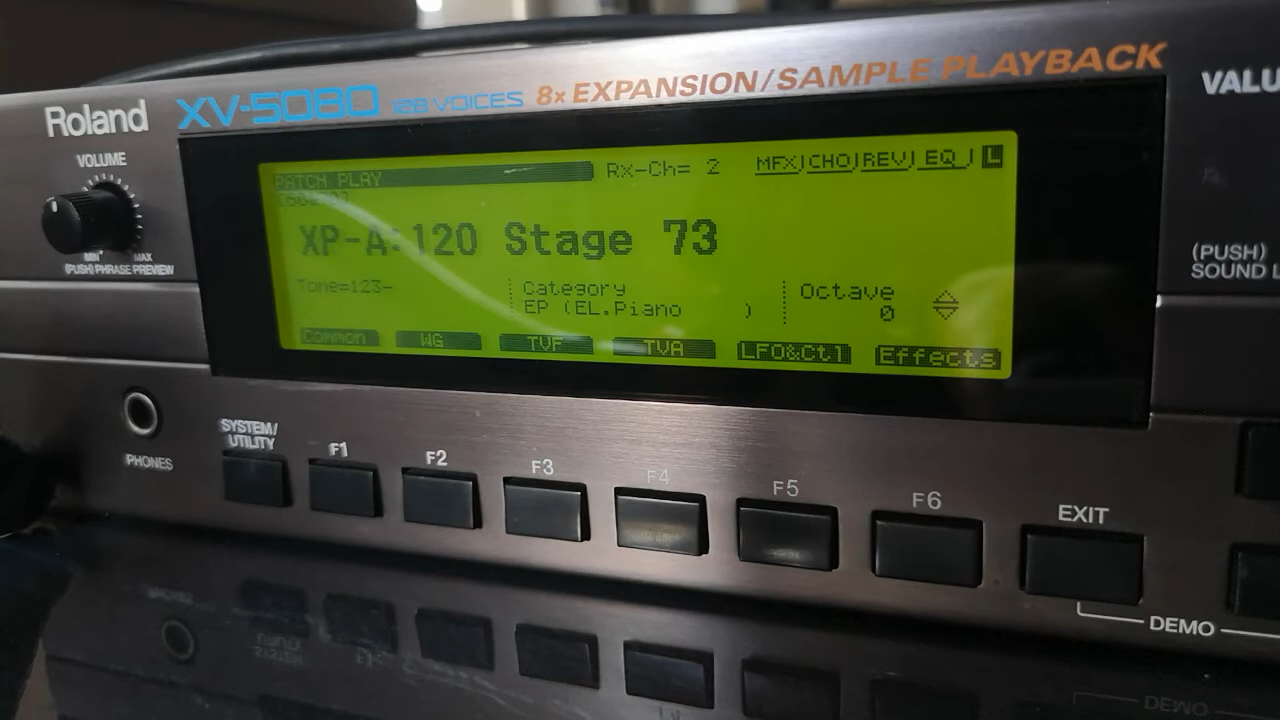 Roland XV-5080 128 VOICES 8x EXPANSION/SAMPLE PLAYBACK
VALU
VOLUME
MIN MAX
(PUSH) PHRASE PREVIEW
PATCH PLAY Rx-Ch= 2 MFX CHO REV EQ L
XP-A:120 Stage 73
Tone=123- Category Octave
EP (EL.Piano ) 0
Common WG TVF TVA LFO&Ctl Effects
(PUSH)
SOUND L
PHONES
SYSTEM/
UTILITY
F1 F2 F3 F4 F5 F6 EXIT
DEMO